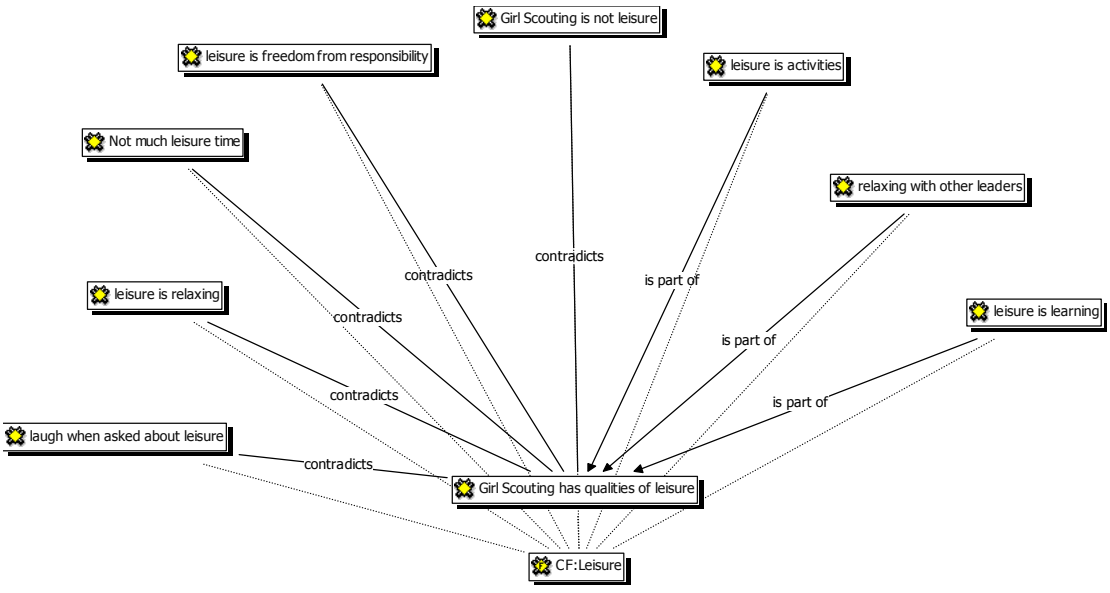 Girl Scouting is not leisure
leisure is freedom from responsibility
leisure is activities
Not much leisure time
relaxing with other leaders
contradicts
contradicts
is part of
leisure is relaxing
leisure is learning
contradicts
is part of
contradicts
is part of
laugh when asked about leisure
contradicts
Girl Scouting has qualities of leisure
CF:Leisure